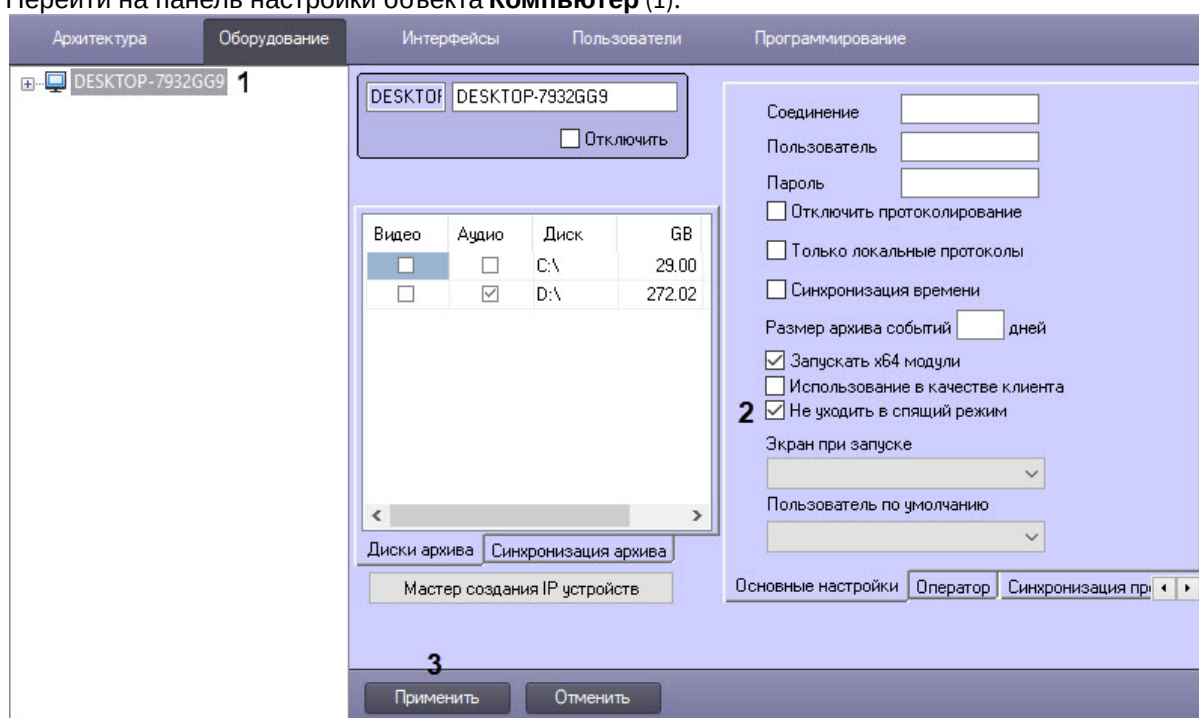 Перейти на панель настройки объекта Компьютер (1).
Архитектура Оборудование Интерфейсы Пользователи Программирование
DESKTOP-7932GG9 1
DESKTOP-7932GG9
Отключить
Видео Аудио Диск GB
C:\ 29.00
D:\ 272.02
Диски архива Синхронизация архива
Мастер создания IP устройств
Соединение
Пользователь
Пароль
Отключить протоколирование
Только локальные протоколы
Синхронизация времени
Размер архива событий дней
Запускать x64 модули
Использование в качестве клиента
2 Не уходить в спящий режим
Экран при запуске
Пользователь по умолчанию
Основные настройки Оператор Синхронизация
3
Применить Отменить